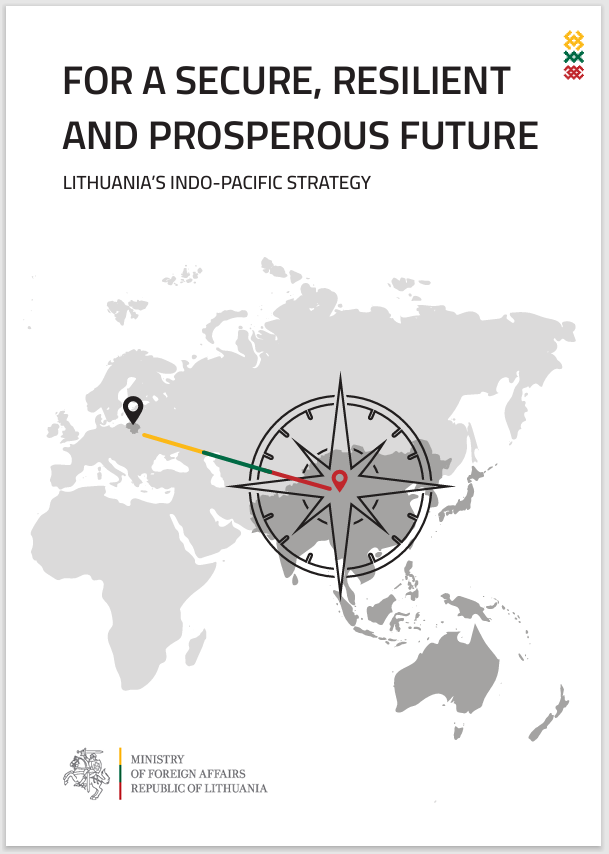 FOR A SECURE, RESILIENT
AND PROSPEROUS FUTURE
LITHUANIA'S INDO-PACIFIC STRATEGY
MINISTRY
OF FOREIGN AFFAIRS
REPUBLIC OF LITHUANIA